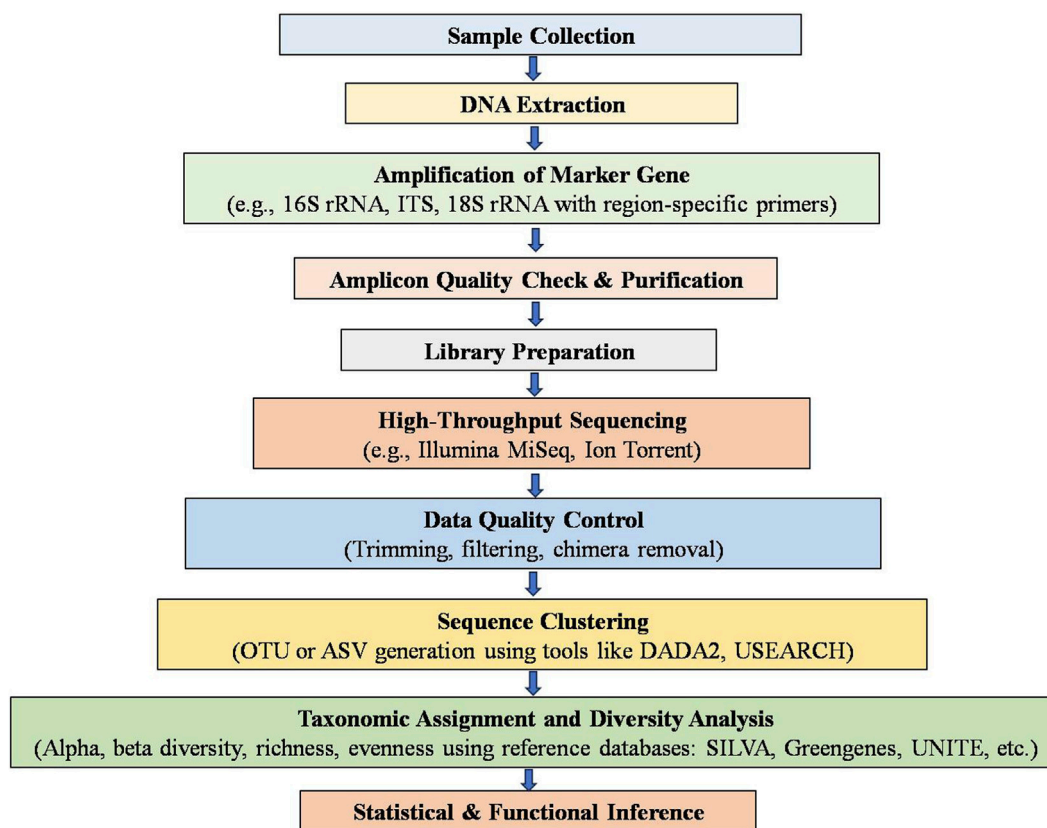 Sample Collection
DNA Extraction
Amplification of Marker Gene
(e.g., 16S rRNA, ITS, 18S rRNA with region-specific primers)
Amplicon Quality Check & Purification
Library Preparation
High-Throughput Sequencing
(e.g., Illumina MiSeq, Ion Torrent)
Data Quality Control
(Trimming, filtering, chimera removal)
Sequence Clustering
(OTU or ASV generation using tools like DADA2, USEARCH)
Taxonomic Assignment and Diversity Analysis
(Alpha, beta diversity, richness, evenness using reference databases: SILVA, Greengenes, UNITE, etc.)
Statistical & Functional Inference